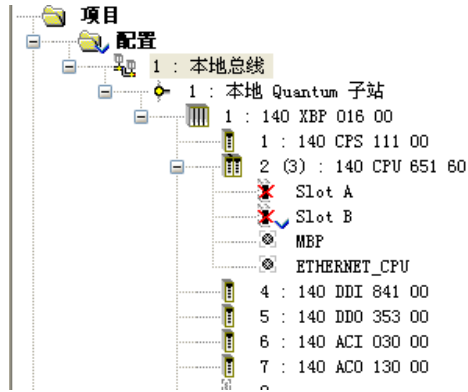 项目
配置
1 : 本地总线
1 : 本地 Quantum 子站
1 : 140 XBP 016 00
1 : 140 CPS 111 00
2 (3) : 140 CPU 651 60
Slot A
Slot B
MBP
ETHERNET_CPU
4 : 140 DDI 841 00
5 : 140 DDO 353 00
6 : 140 ACI 030 00
7 : 140 ACO 130 00